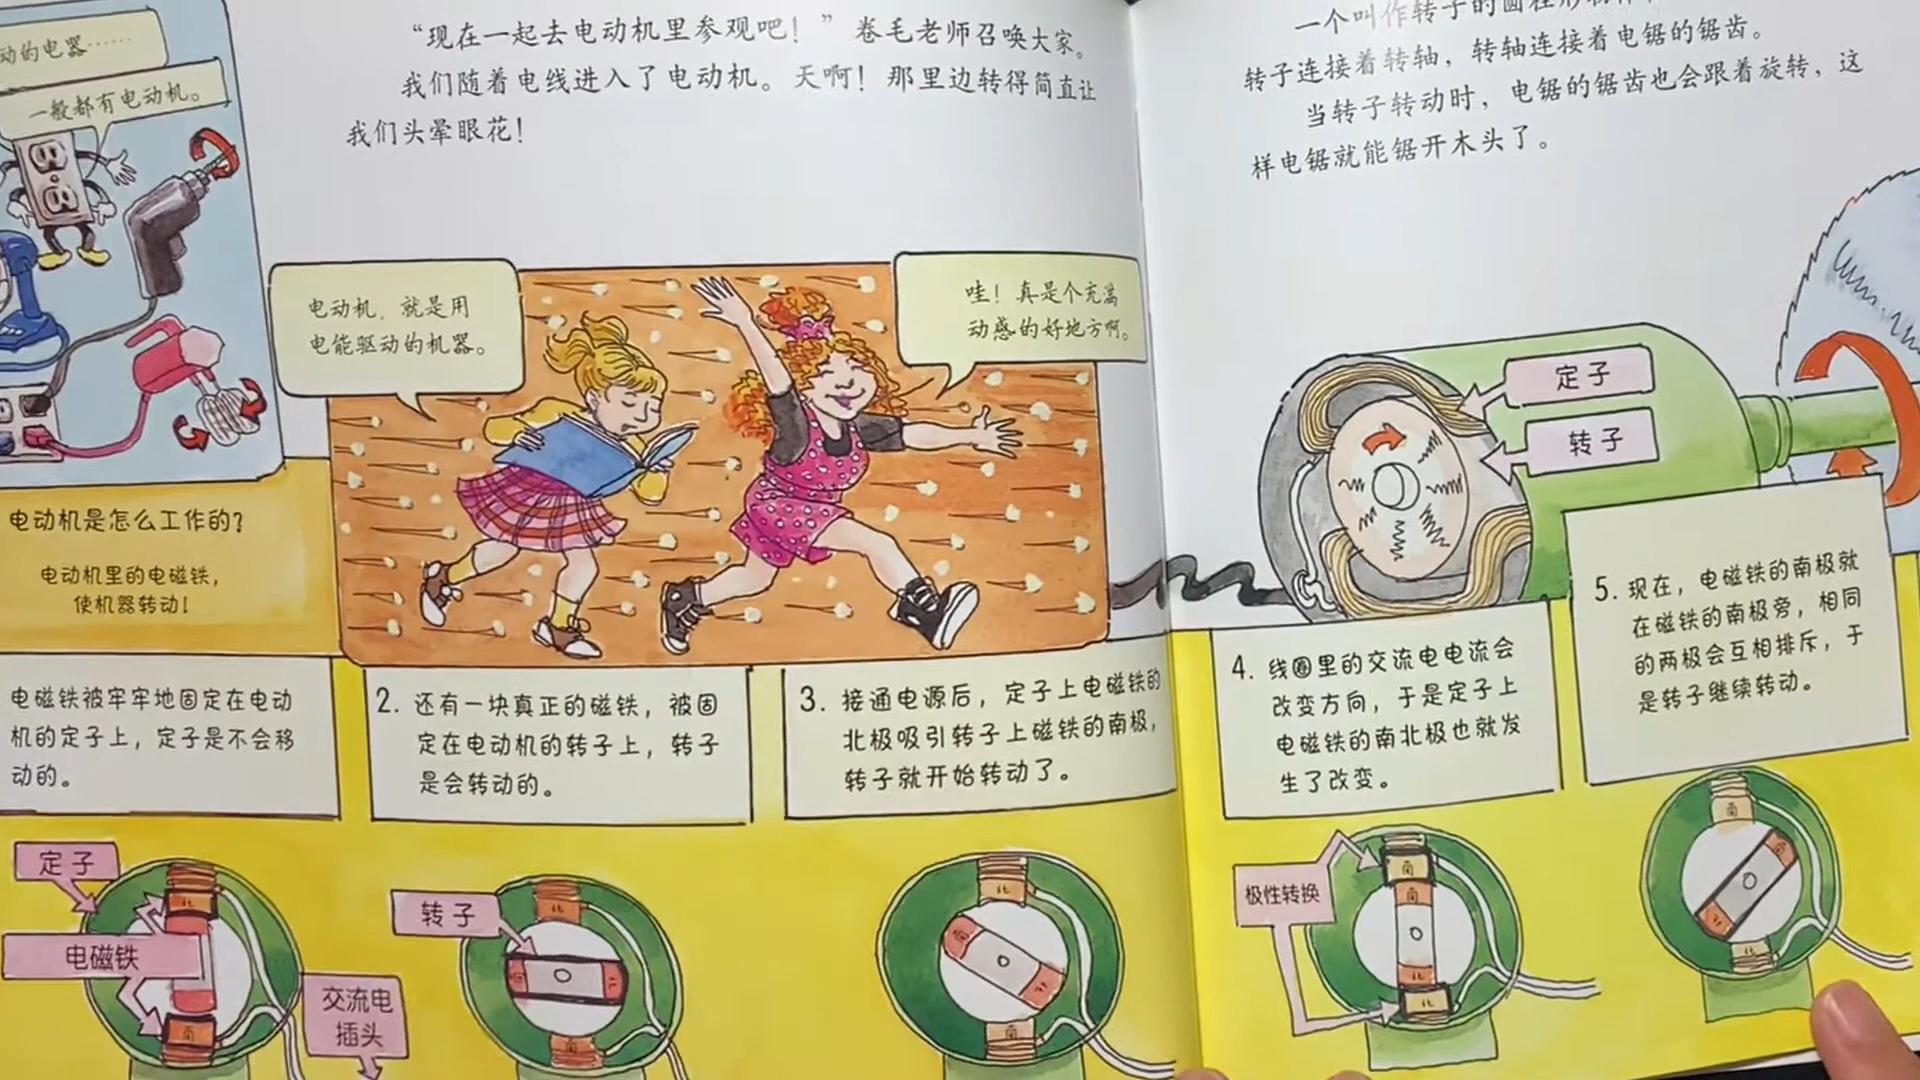 动的电器……
一般都有电动机。
“现在一起去电动机里参观吧！”卷毛老师召唤大家。
我们随着电线进入了电动机。天啊！那里边转得简直让
我们头晕眼花！
电动机，就是用
电能驱动的机器。
哇！真是个充满
动感的好地方啊。
电动机是怎么工作的？
电动机里的电磁铁，
使机器转动！
电磁铁被牢牢地固定在电动
机的定子上，定子是不会移
动的。
2. 还有一块真正的磁铁，被固
定在电动机的转子上，转子
是会转动的。
3. 接通电源后，定子上电磁铁的
北极吸引转子上磁铁的南极，
转子就开始转动了。
定子
北
电磁铁
南
交流电
插头
转子
北
南
北
南
一个叫作转子的圆柱形
转子连接着转轴，转轴连接着电锯的锯齿。
当转子转动时，电锯的锯齿也会跟着旋转，这
样电锯就能锯开木头了。
定子
转子
4. 线圈里的交流电电流会
改变方向，于是定子上
电磁铁的南北极也就发
生了改变。
5. 现在，电磁铁的南极就
在磁铁的南极旁，相同
的两极会互相排斥，于
是转子继续转动。
极性转换
南
南
北
北
南
南
北
北